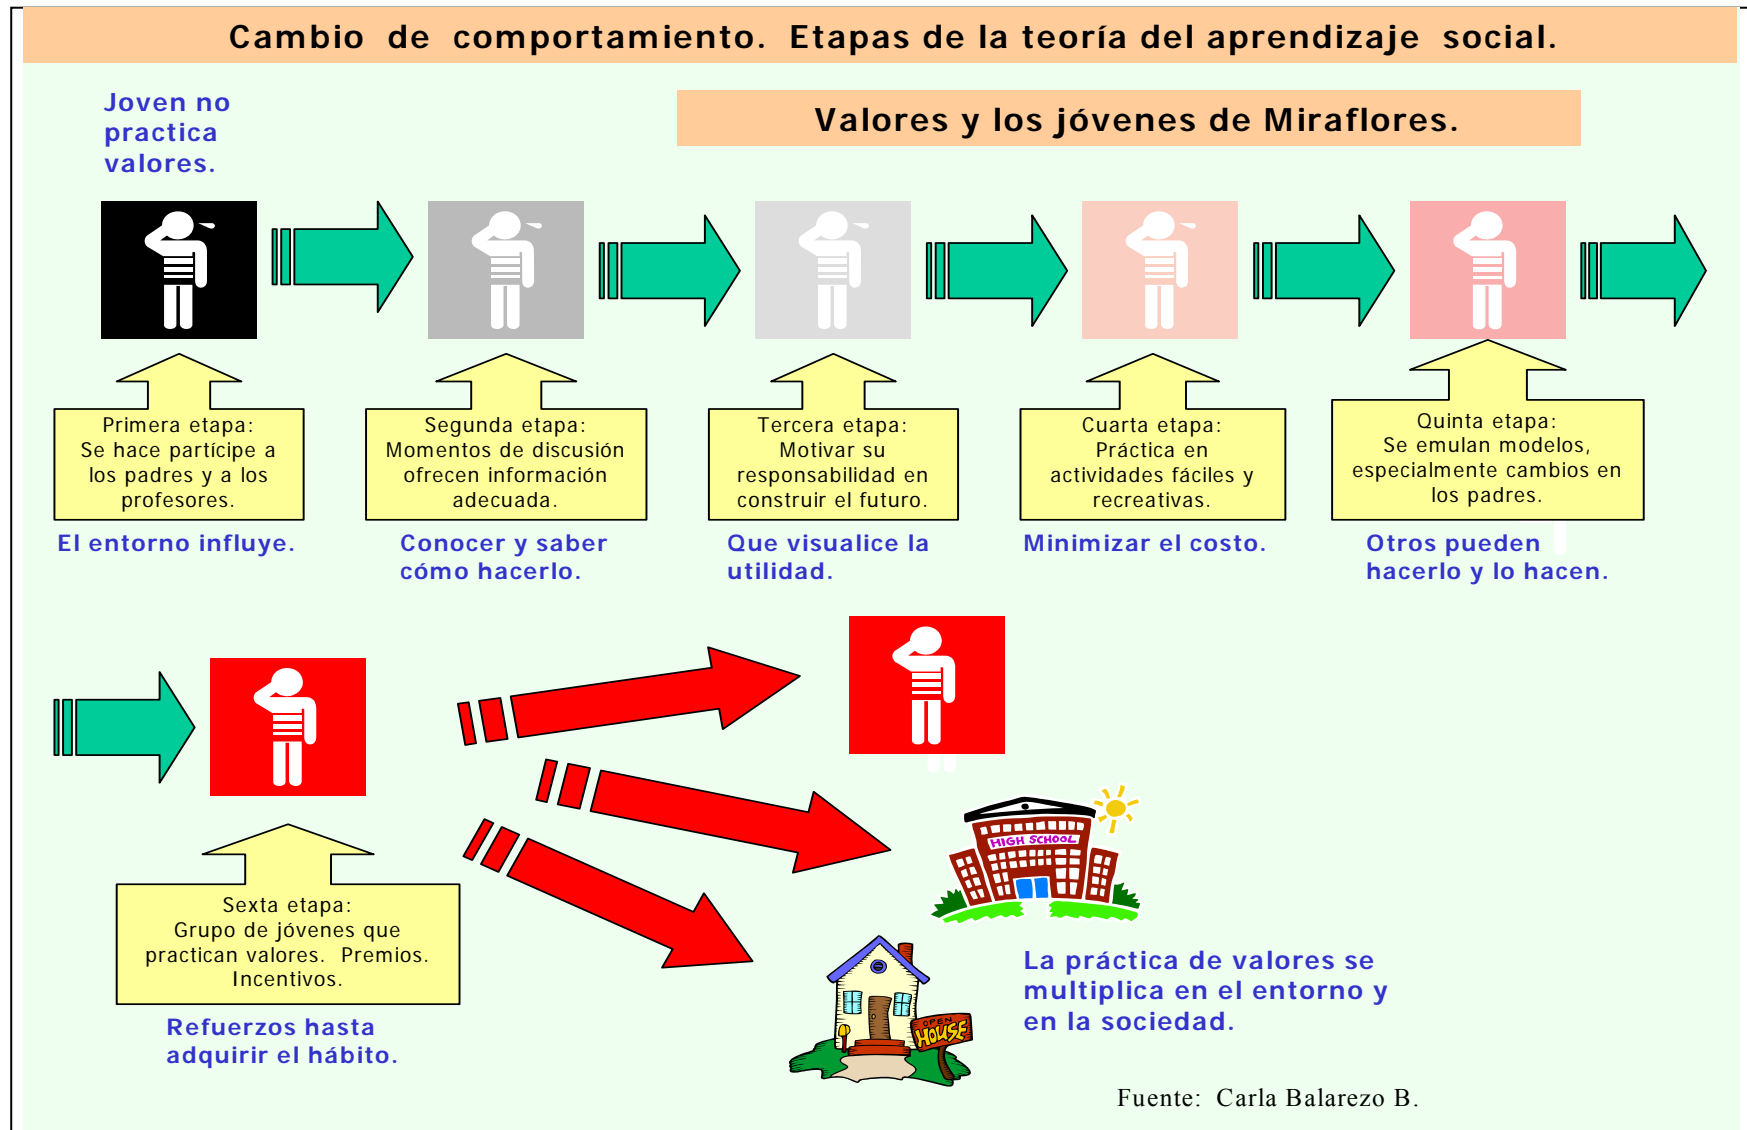 Cambio de comportamiento. Etapas de la teoría del aprendizaje social.
Valores y los jóvenes de Miraflores.
Joven no
practica
valores.
Primera etapa:
Se hace partícipe a
los padres y a los
profesores.
El entorno influye.
Segunda etapa:
Momentos de discusión
ofrecen información
adecuada.
Conocer y saber
cómo hacerlo.
Tercera etapa:
Motivar su
responsabilidad en
construir el futuro.
Que visualice la
utilidad.
Cuarta etapa:
Práctica en
actividades fáciles y
recreativas.
Minimizar el costo.
Quinta etapa:
Se emulan modelos,
especialmente cambios en
los padres.
Otros pueden
hacerlo y lo hacen.
Sexta etapa:
Grupo de jóvenes que
practican valores. Premios.
Incentivos.
Refuerzos hasta
adquirir el hábito.
HIGH SCHOOL
OPEN
HOUSE
La práctica de valores se
multiplica en el entorno y
en la sociedad.
Fuente: Carla Balarezo B.